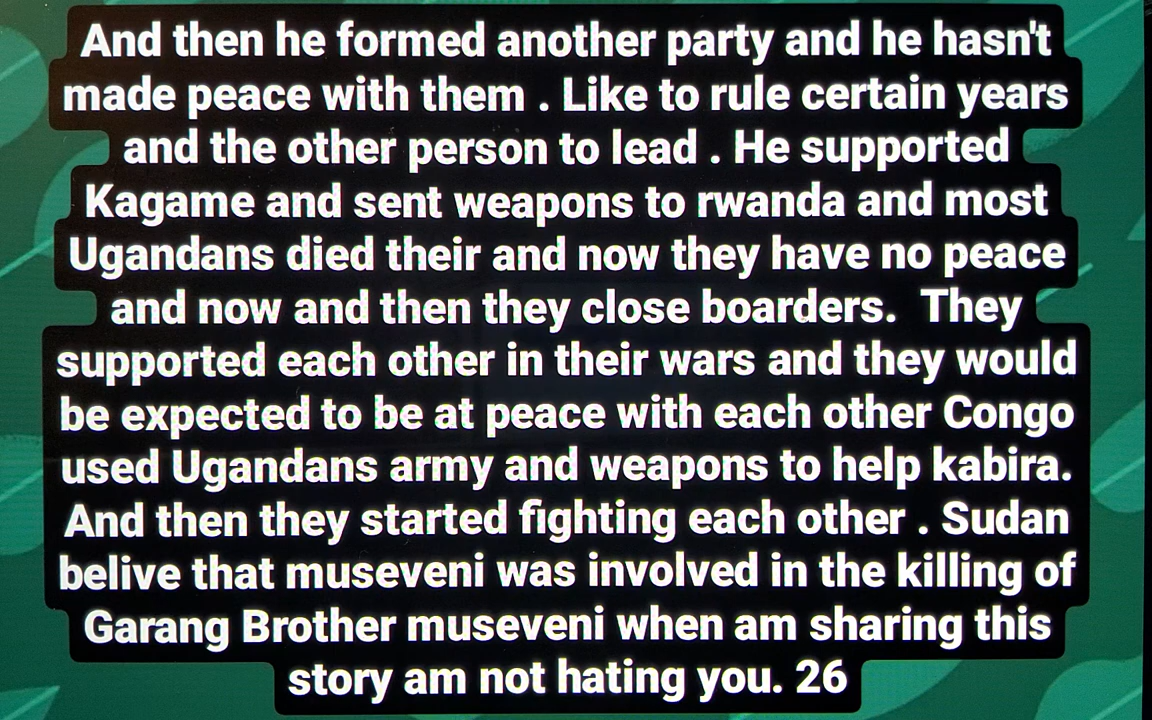 And then he formed another party and he hasn't
made peace with them . Like to rule certain years
and the other person to lead . He supported
Kagame and sent weapons to rwanda and most
Ugandans died their and now they have no peace
and now and then they close boarders.  They
supported each other in their wars and they would
be expected to be at peace with each other Congo
used Ugandans army and weapons to help kabira.
And then they started fighting each other . Sudan
belive that museveni was involved in the killing of
Garang Brother museveni when am sharing this
story am not hating you. 26